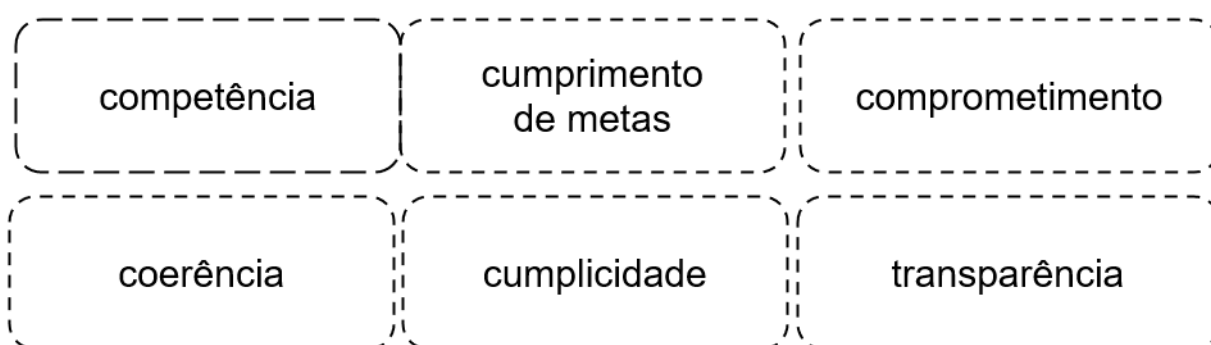 competência
cumprimento
de metas
comprometimento
coerência
cumplicidade
transparência